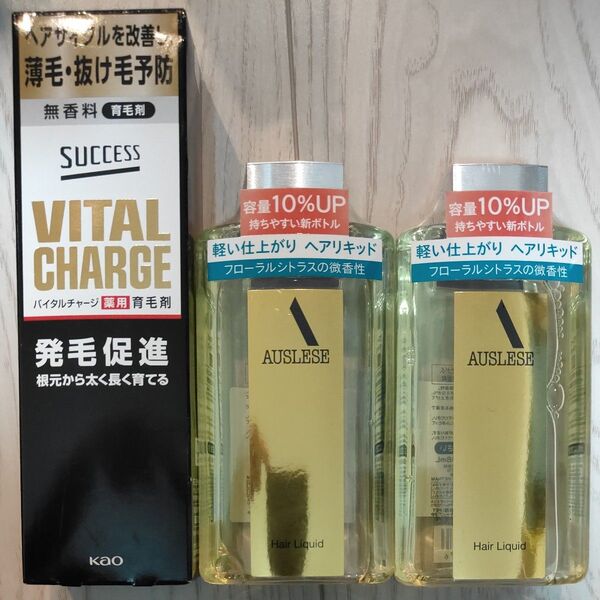 ヘアサイクルを改善し、
薄毛・抜け毛予防
無香料 育毛剤
SUCCESS
VITAL
CHARGE
バイタルチャージ 薬用 育毛剤
発毛促進
根元から太く長く育てる
Kao
容量10%UP
持ちやすい新ボトル
軽い仕上がり ヘアリキッド
フローラルシトラスの微香性
AUSLESE
Hair Liquid
容量10%UP
持ちやすい新ボトル
軽い仕上がり ヘアリキッド
フローラルシトラスの微香性
AUSLESE
Hair Liquid